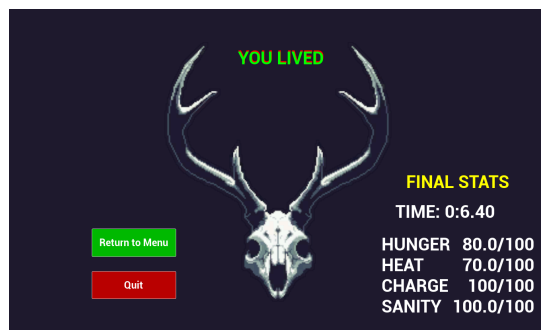 YOU LIVED
FINAL STATS
TIME: 0:6.40
Return to Menu
Quit
HUNGER 80.0/100
HEAT 70.0/100
CHARGE 100/100
SANITY 100.0/100